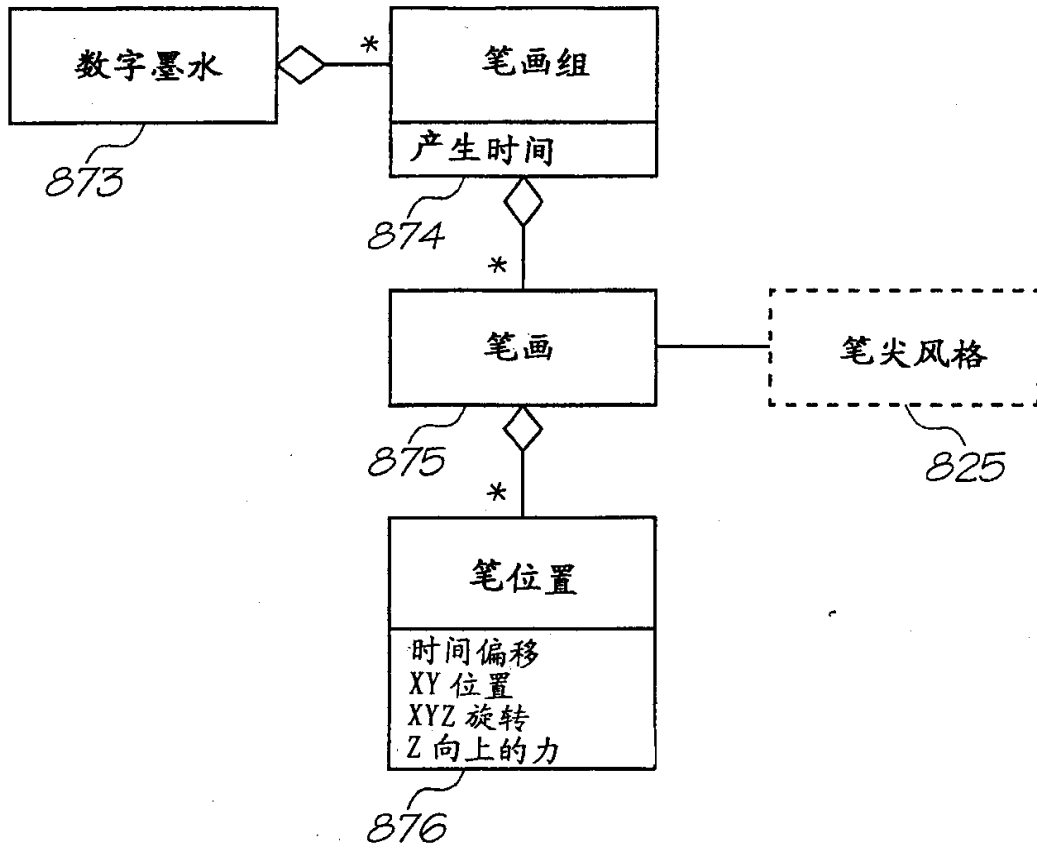 数字墨水
*
笔画组
产生时间
873
874
*
笔画
笔尖风格
875
825
*
笔位置
时间偏移
XY 位置
XYZ 旋转
Z 向上的力
876